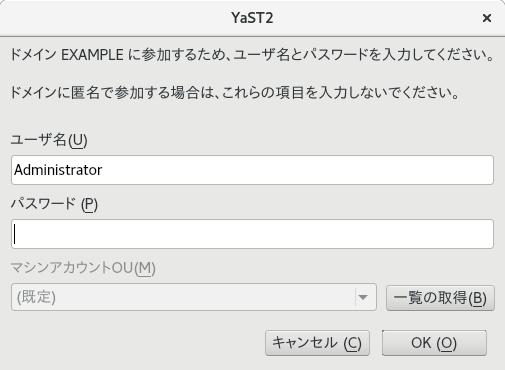 YaST2
ドメイン EXAMPLE に参加するため、ユーザ名とパスワードを入力してください。
ドメインに匿名で参加する場合は、これらの項目を入力しないでください。
ユーザ名(U)
Administrator
パスワード (P)
マシンアカウントOU(M)
(既定)
一覧の取得(B)
キャンセル (C)
OK (O)